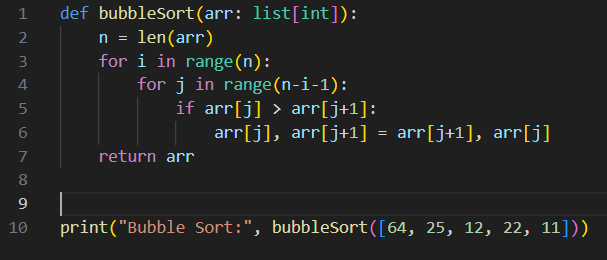 1 def bubbleSort(arr: list[int]):
2     n = len(arr)
3     for i in range(n):
4         for j in range(n-i-1):
5             if arr[j] > arr[j+1]:
6                 arr[j], arr[j+1] = arr[j+1], arr[j]
7     return arr
8
9
10 print("Bubble Sort:", bubbleSort([64, 25, 12, 22, 11]))